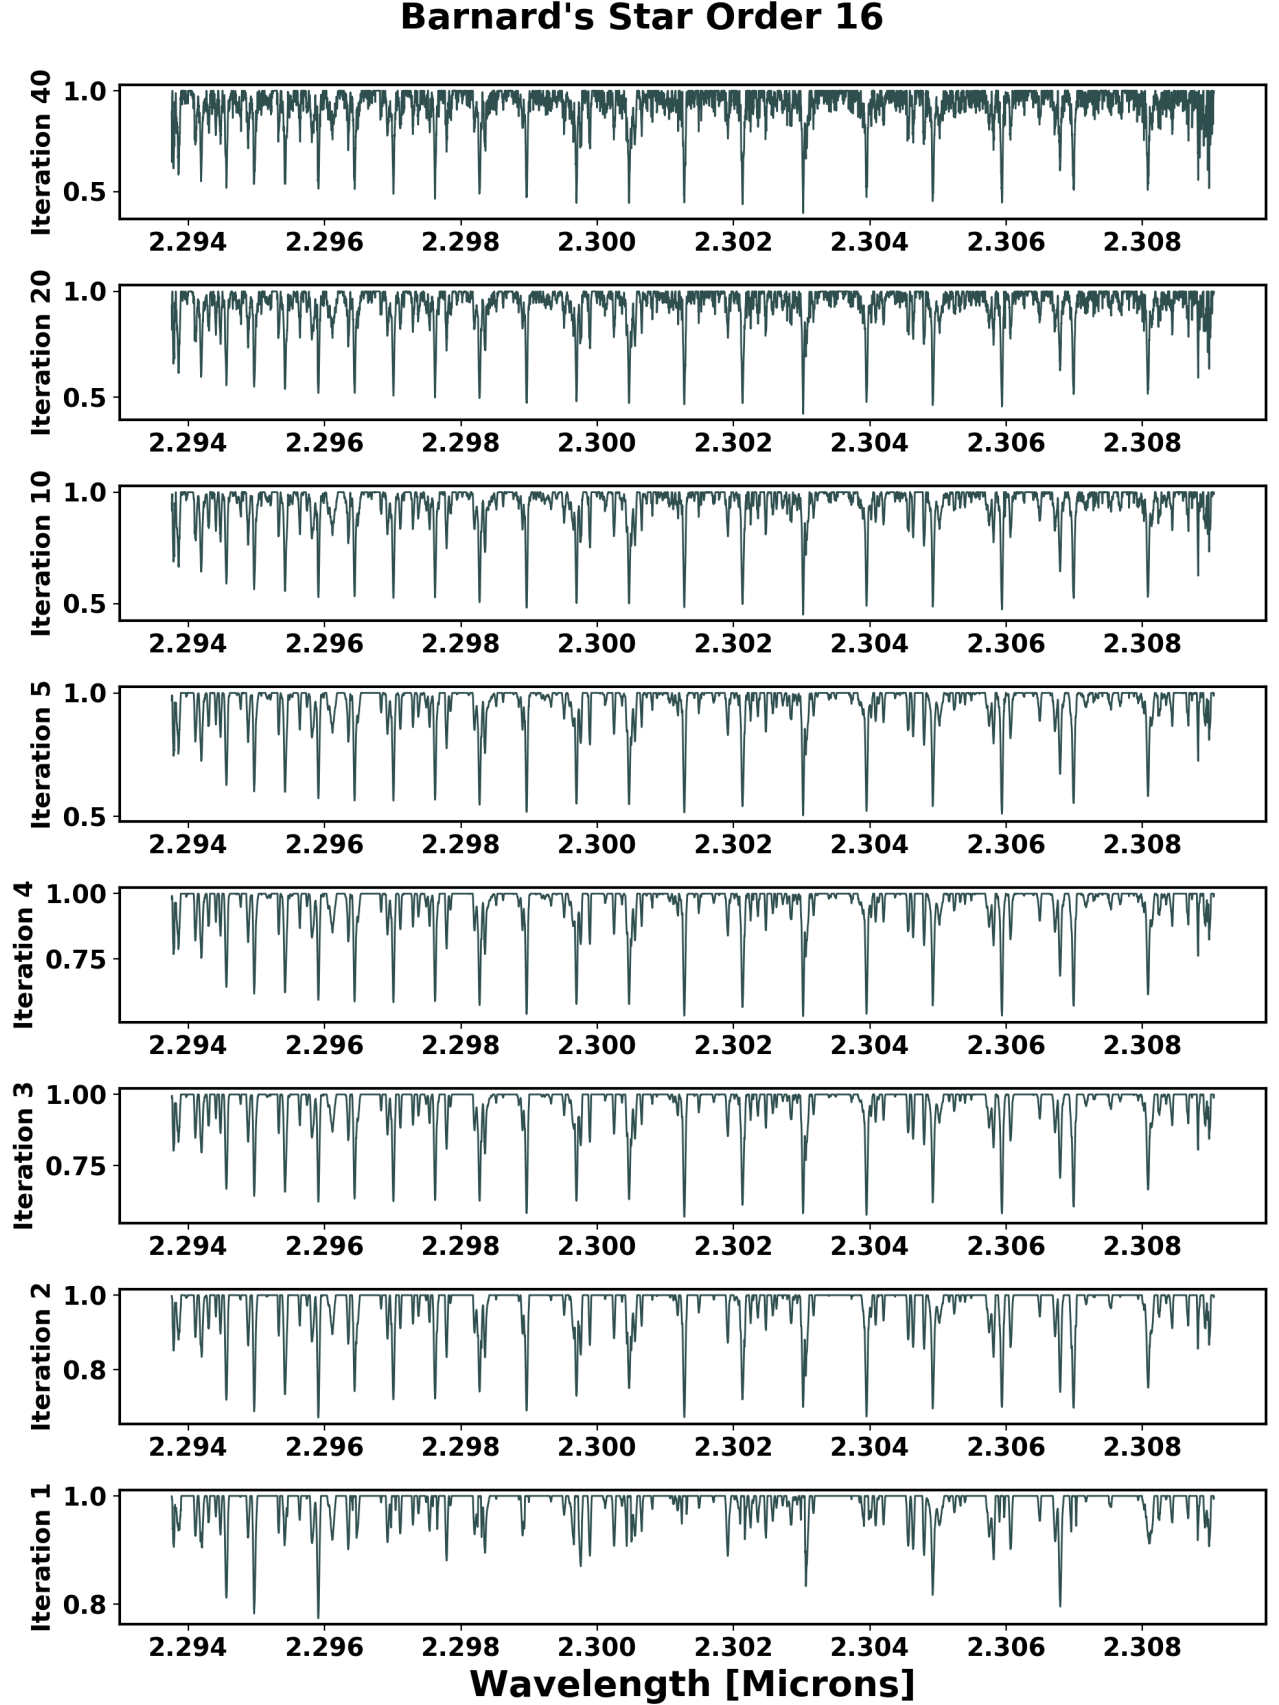 Barnard's Star Order 16
Iteration 40
1.0
0.5
2.294 2.296 2.298 2.300 2.302 2.304 2.306 2.308
Iteration 20
1.0
0.5
2.294 2.296 2.298 2.300 2.302 2.304 2.306 2.308
Iteration 10
1.0
0.5
2.294 2.296 2.298 2.300 2.302 2.304 2.306 2.308
Iteration 5
1.0
0.5
2.294 2.296 2.298 2.300 2.302 2.304 2.306 2.308
Iteration 4
1.00
0.75
2.294 2.296 2.298 2.300 2.302 2.304 2.306 2.308
Iteration 3
1.00
0.75
2.294 2.296 2.298 2.300 2.302 2.304 2.306 2.308
Iteration 2
1.0
0.8
2.294 2.296 2.298 2.300 2.302 2.304 2.306 2.308
Iteration 1
1.0
0.8
2.294 2.296 2.298 2.300 2.302 2.304 2.306 2.308
Wavelength [Microns]